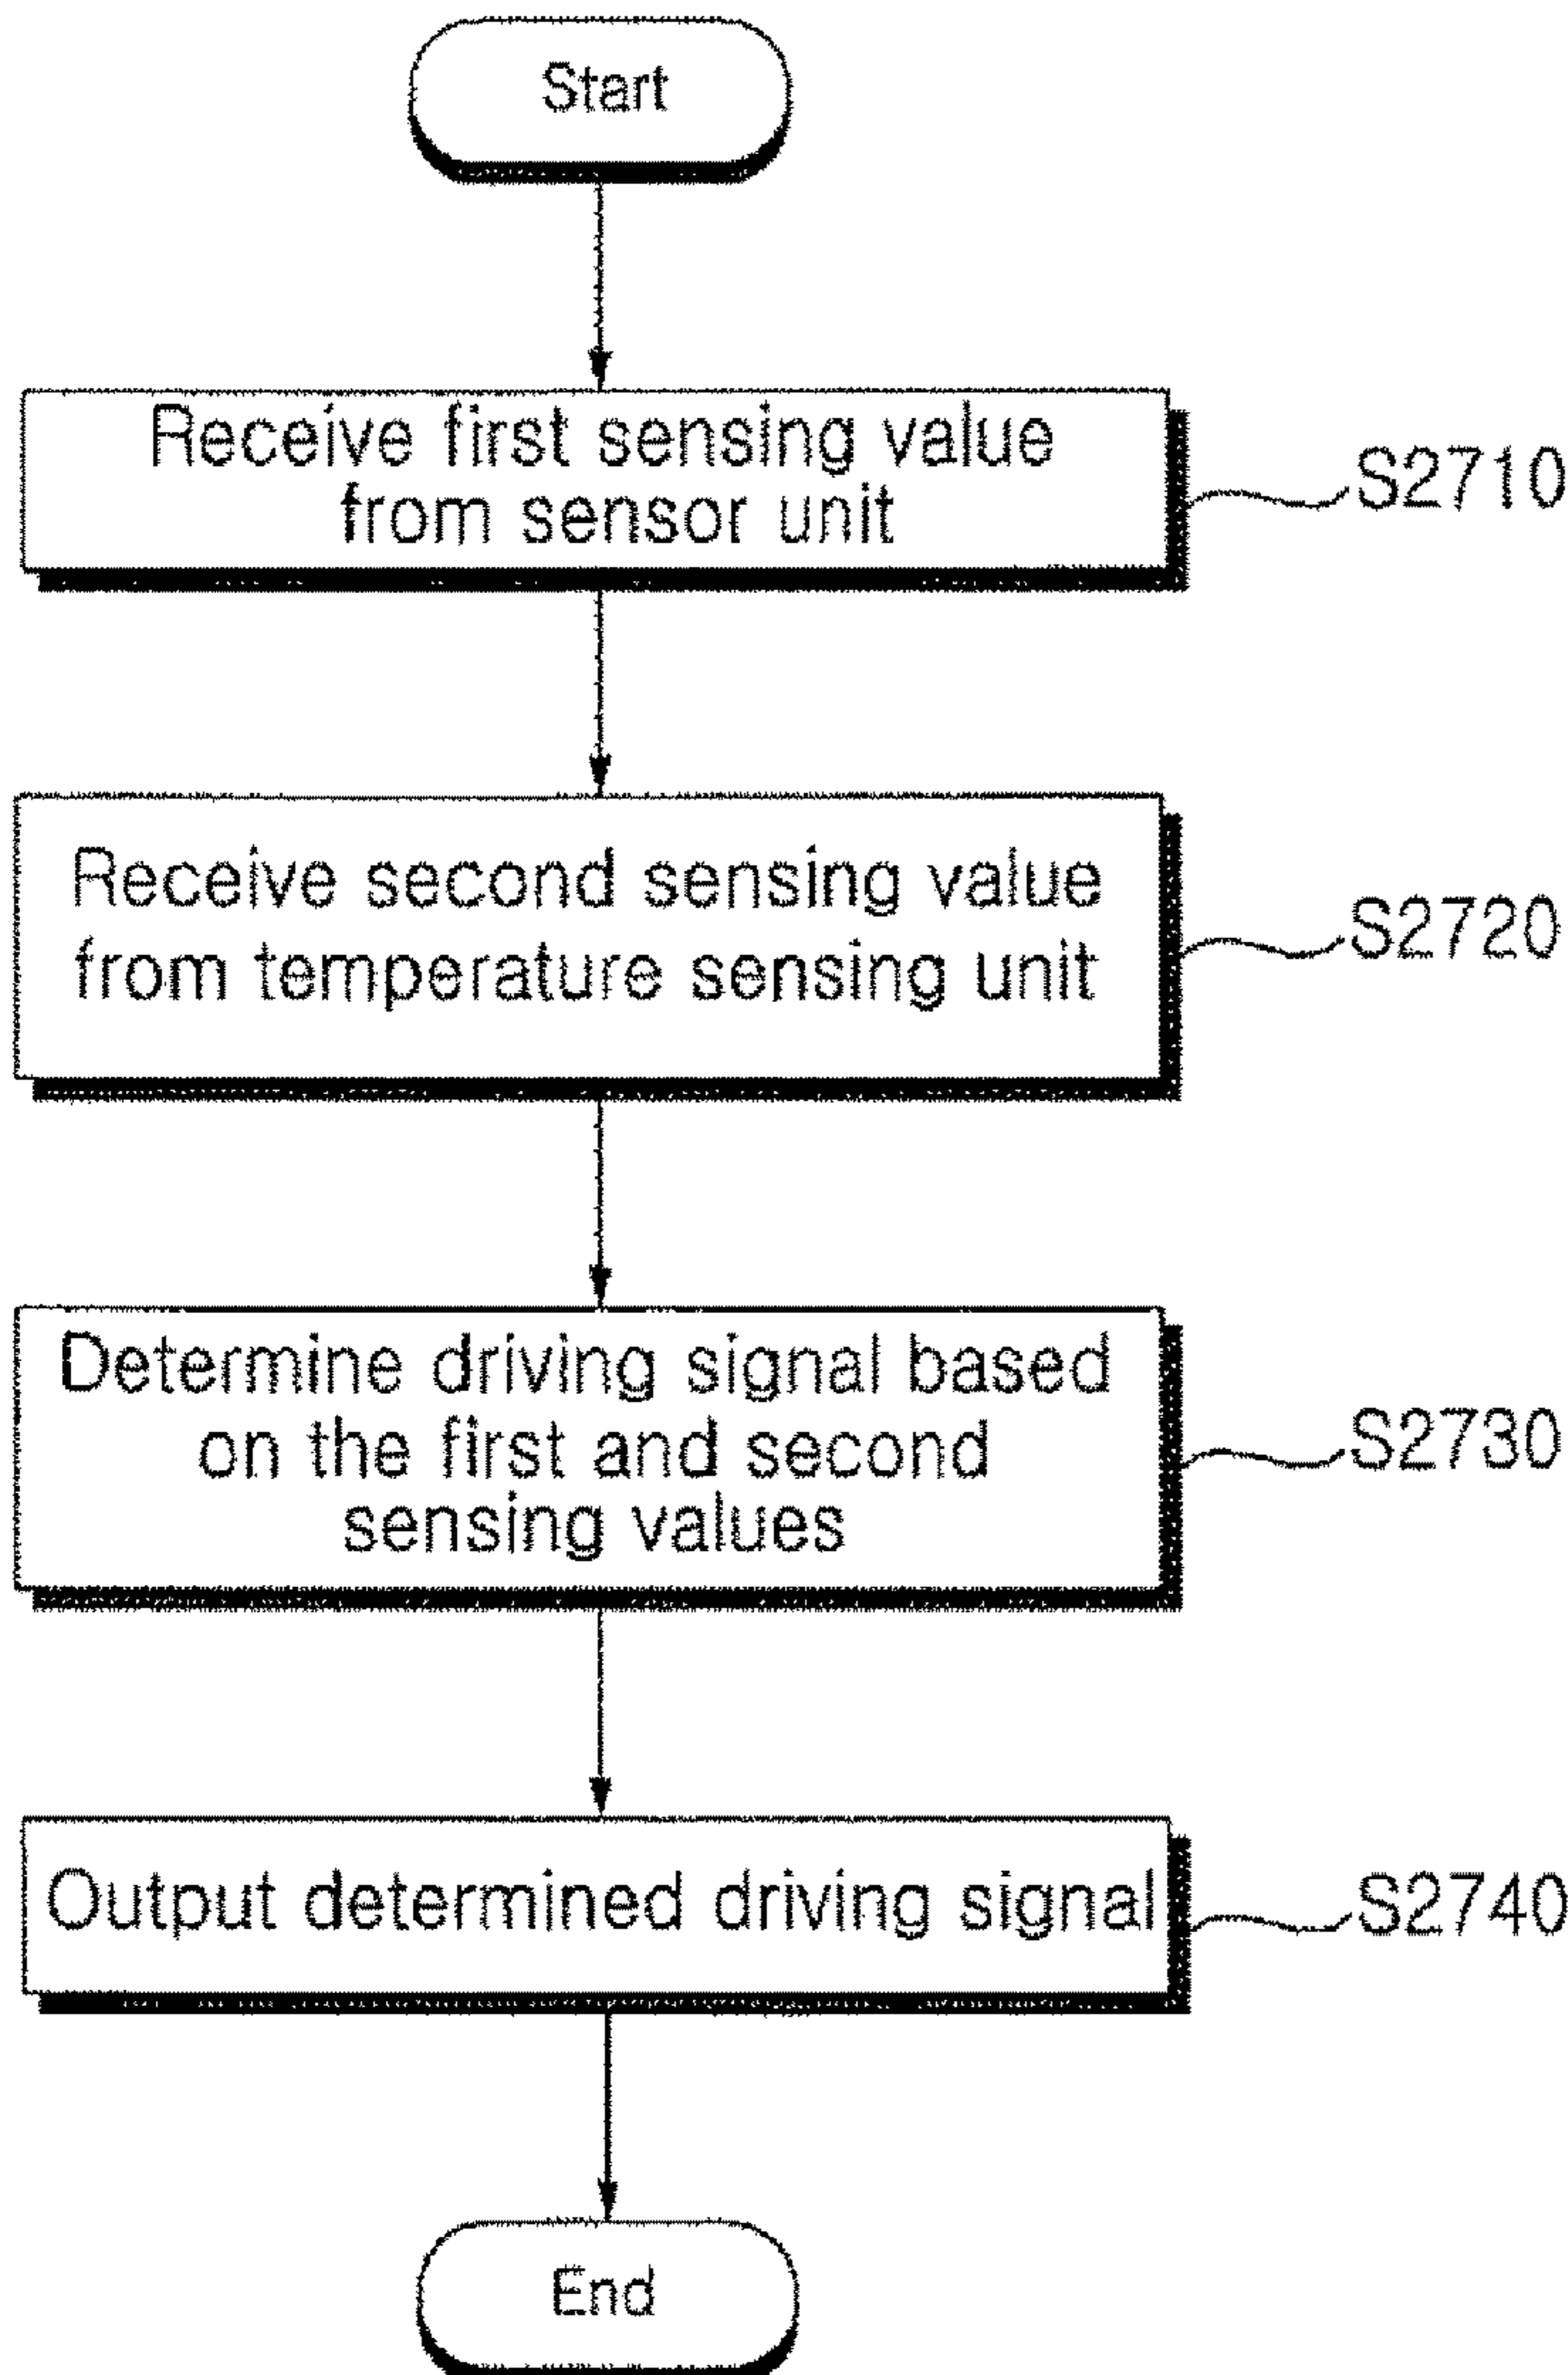 Start
Receive first sensing value
from sensor unit
S2710
Receive second sensing value
from temperature sensing unit
S2720
Determine driving signal based
on the first and second
sensing values
S2730
Output determined driving signal
S2740
End